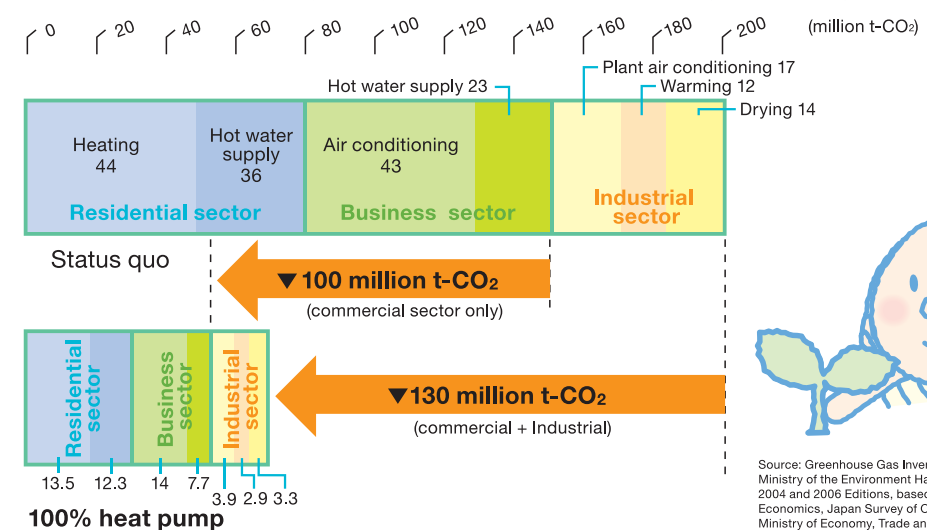 0 20 40 60 80 100 120 140 160 180 200 (million t-CO₂)
Plant air conditioning 17
Hot water supply 23
Warming 12
Drying 14
Heating
44
Hot water
supply
36
Air conditioning
43
Residential sector
Business sector
Industrial
sector
Status quo
▼100 million t-CO₂
(commercial sector only)
Residential
sector
Business
sector
Industrial
sector
▼130 million t-CO₂
(commercial + Industrial)
13.5 12.3 14 7.7 3.9 2.9 3.3
100% heat pump
Source: Greenhouse Gas
Ministry of the Environment
2004 and 2006 Editions,
Economics, Japan Survey of
Ministry of Economy, Trade